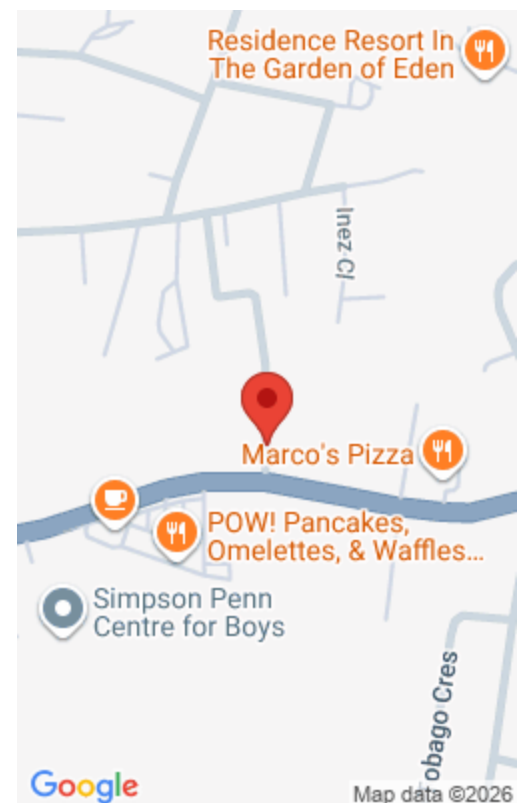 Residence Resort In
The Garden of Eden
Inez Cl
Marco's Pizza
POW! Pancakes,
Omelettes, & Waffles...
Simpson Penn
Centre for Boys
obago Cres
Google
Map data ©2026